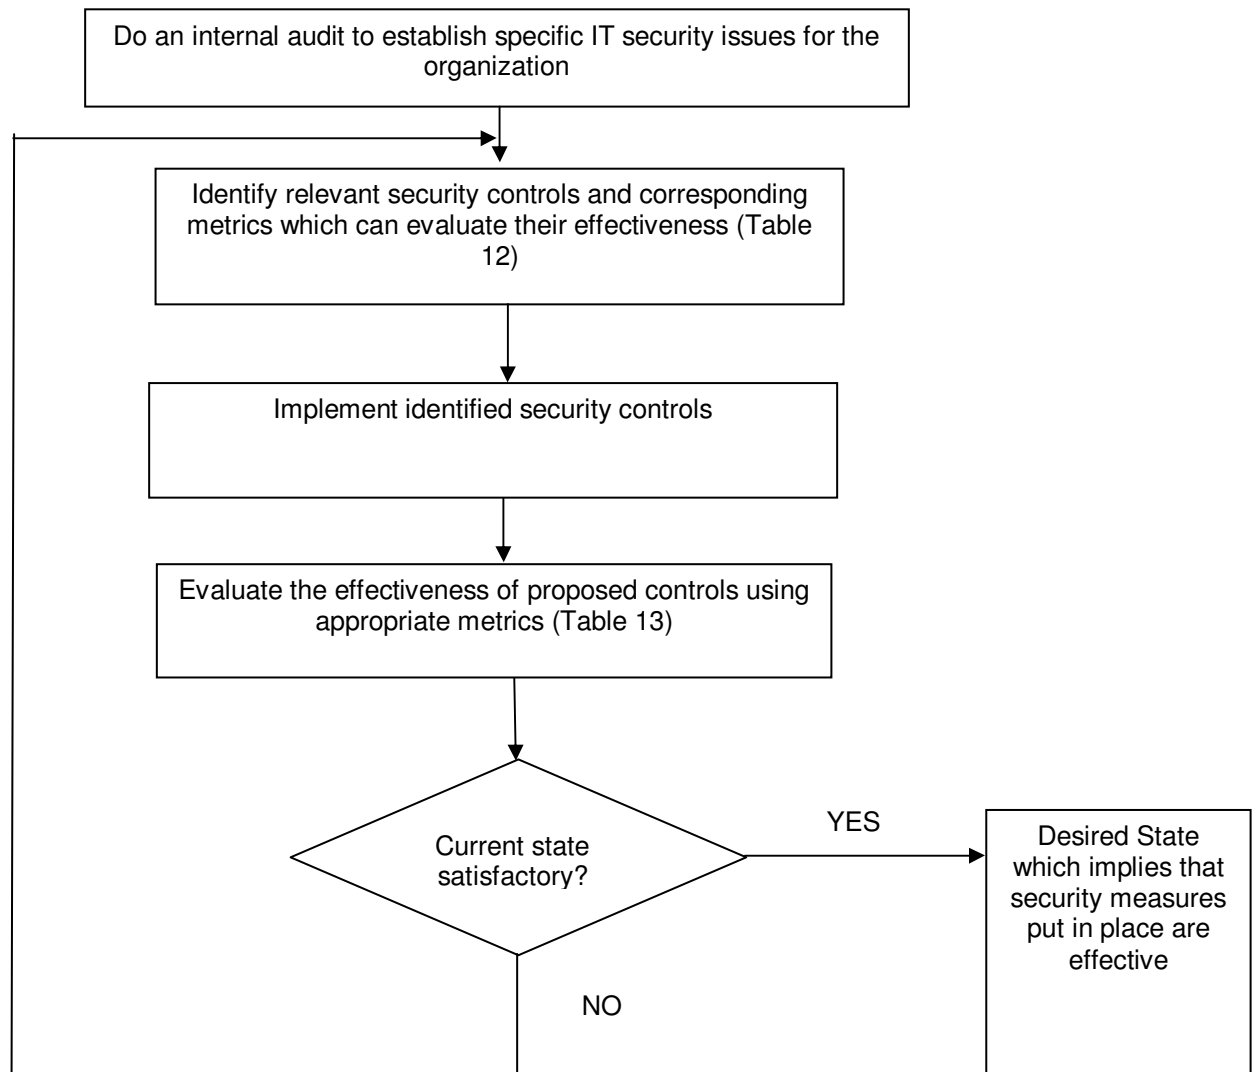 Do an internal audit to establish specific IT security issues for the
organization
Identify relevant security controls and corresponding
metrics which can evaluate their effectiveness (Table
12)
Implement identified security controls
Evaluate the effectiveness of proposed controls using
appropriate metrics (Table 13)
Current state
satisfactory?
YES
Desired State
which implies that
security measures
put in place are
effective
NO